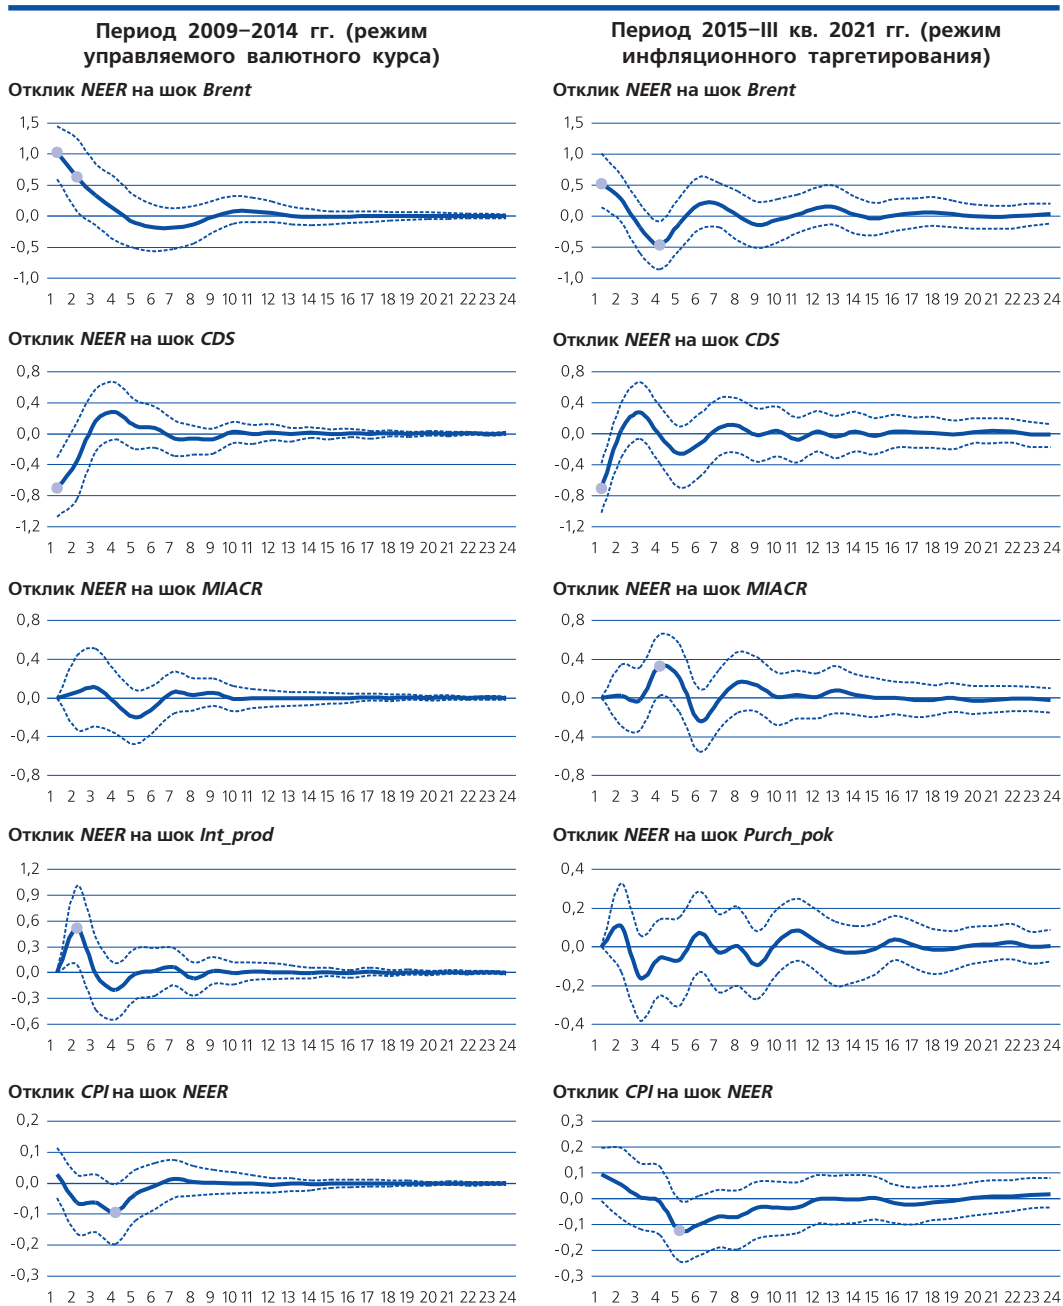 Период 2009–2014 гг. (режим
управляемого валютного курса)
Период 2015–III кв. 2021 гг. (режим
инфляционного таргетирования)
Отклик NEER на шок Brent
1,5
1,0
0,5
0,0
-0,5
-1,0
1 2 3 4 5 6 7 8 9 10 11 12 13 14 15 16 17 18 19 20 21 22 23 24
Отклик NEER на шок Brent
1,5
1,0
0,5
0,0
-0,5
-1,0
1 2 3 4 5 6 7 8 9 10 11 12 13 14 15 16 17 18 19 20 21 22 23 24
Отклик NEER на шок CDS
0,8
0,4
0,0
-0,4
-0,8
-1,2
1 2 3 4 5 6 7 8 9 10 11 12 13 14 15 16 17 18 19 20 21 22 23 24
Отклик NEER на шок CDS
0,8
0,4
0,0
-0,4
-0,8
-1,2
1 2 3 4 5 6 7 8 9 10 11 12 13 14 15 16 17 18 19 20 21 22 23 24
Отклик NEER на шок MIACR
0,8
0,4
0,0
-0,4
-0,8
1 2 3 4 5 6 7 8 9 10 11 12 13 14 15 16 17 18 19 20 21 22 23 24
Отклик NEER на шок MIACR
0,8
0,4
0,0
-0,4
-0,8
1 2 3 4 5 6 7 8 9 10 11 12 13 14 15 16 17 18 19 20 21 22 23 24
Отклик NEER на шок Int_prod
1,2
0,9
0,6
0,3
0,0
-0,3
-0,6
1 2 3 4 5 6 7 8 9 10 11 12 13 14 15 16 17 18 19 20 21 22 23 24
Отклик NEER на шок Purch_pok
0,4
0,2
0,0
-0,2
-0,4
1 2 3 4 5 6 7 8 9 10 11 12 13 14 15 16 17 18 19 20 21 22 23 24
Отклик CPI на шок NEER
0,2
0,1
0,0
-0,1
-0,2
-0,3
1 2 3 4 5 6 7 8 9 10 11 12 13 14 15 16 17 18 19 20 21 22 23 24
Отклик CPI на шок NEER
0,3
0,2
0,1
0,0
-0,1
-0,2
-0,3
1 2 3 4 5 6 7 8 9 10 11 12 13 14 15 16 17 18 19 20 21 22 23 24